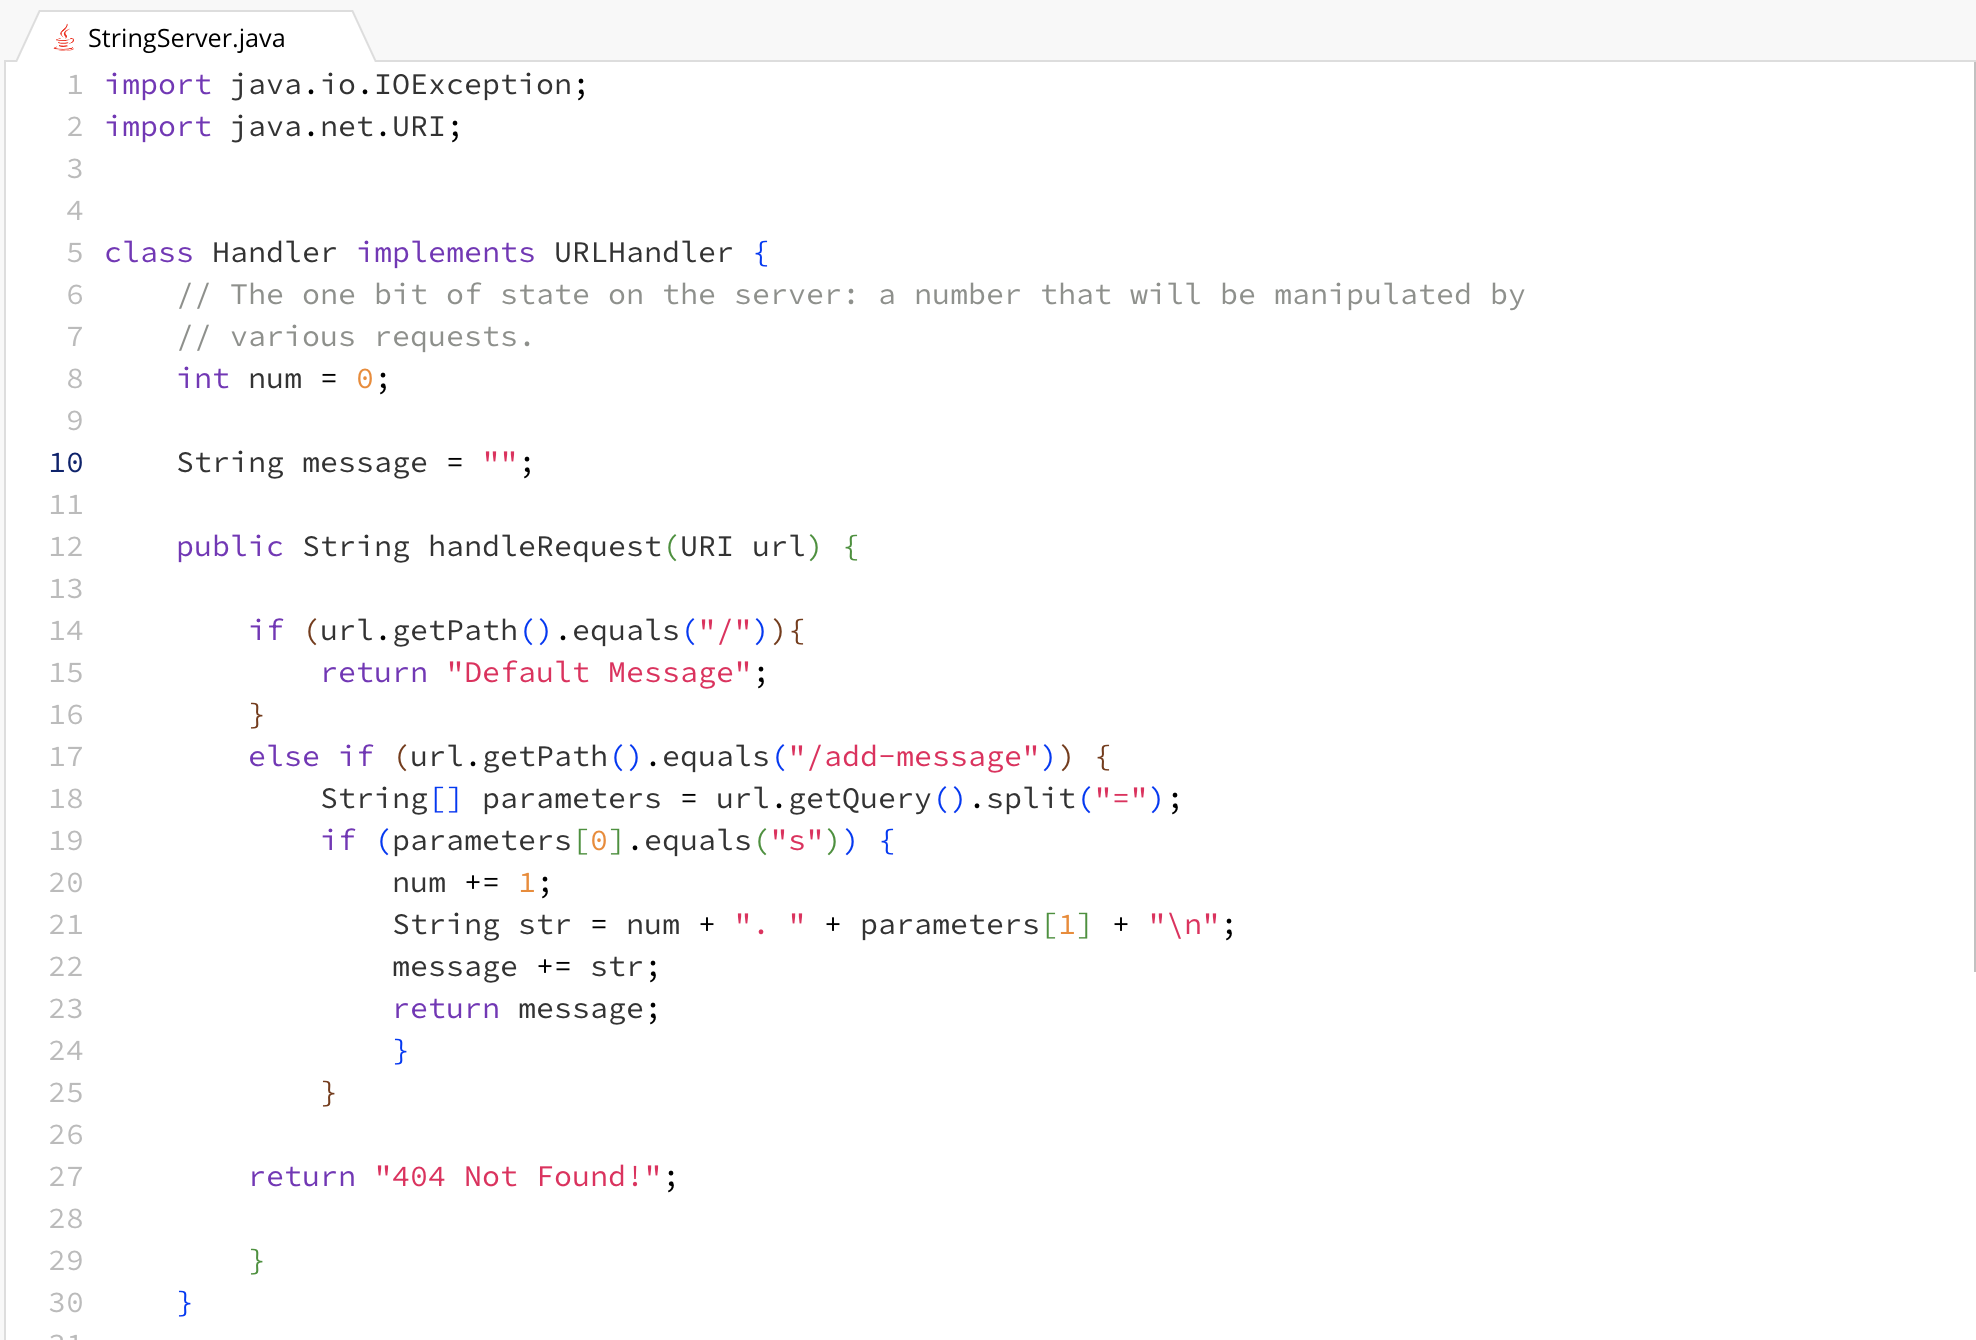 StringServer.java
1 import java.io.IOException;
2 import java.net.URI;
3
4
5 class Handler implements URLHandler {
6     // The one bit of state on the server: a number that will be manipulated by
7     // various requests.
8     int num = 0;
9
10     String message = "";
11
12     public String handleRequest(URI url) {
13
14         if (url.getPath().equals("/")){
15             return "Default Message";
16         }
17         else if (url.getPath().equals("/add-message")) {
18             String[] parameters = url.getQuery().split("=");
19             if (parameters[0].equals("s")) {
20                 num += 1;
21                 String str = num + ". " + parameters[1] + "\n";
22                 message += str;
23                 return message;
24                 }
25             }
26
27         return "404 Not Found!";
28
29         }
30     }
31